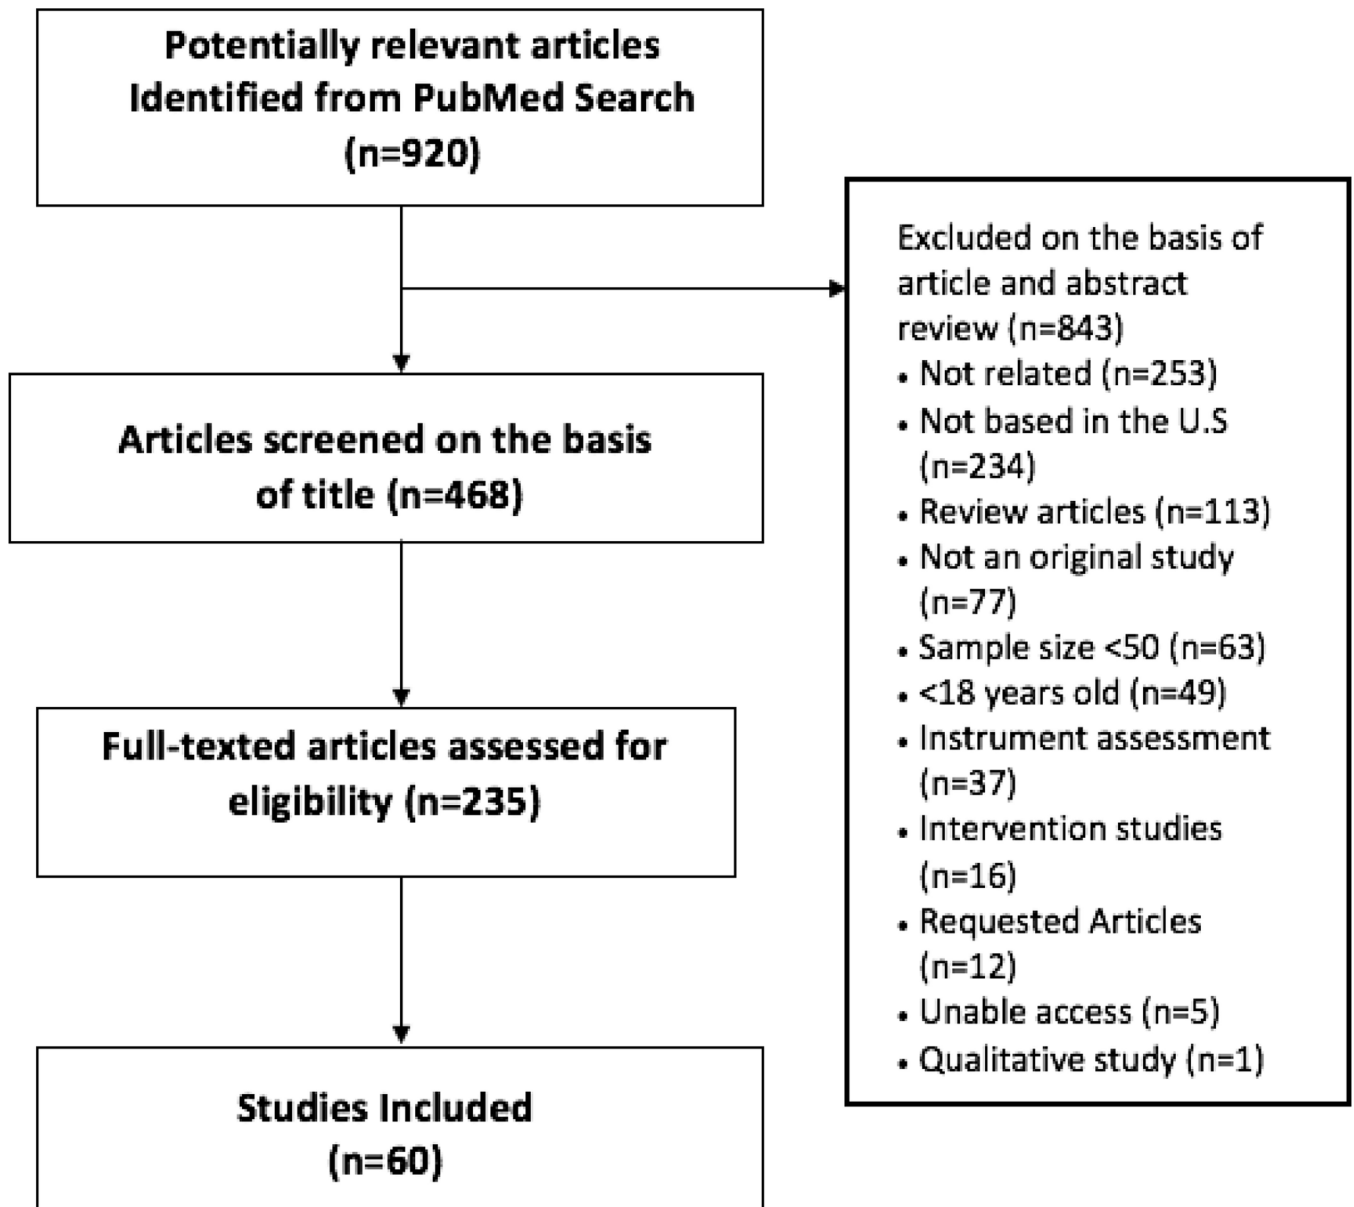 Potentially relevant articles
Identified from PubMed Search
(n=920)
Excluded on the basis of
article and abstract
review (n=843)
• Not related (n=253)
• Not based in the U.S
(n=234)
• Review articles (n=113)
• Not an original study
(n=77)
• Sample size <50 (n=63)
• <18 years old (n=49)
• Instrument assessment
(n=37)
• Intervention studies
(n=16)
• Requested Articles
(n=12)
• Unable access (n=5)
• Qualitative study (n=1)
Articles screened on the basis
of title (n=468)
Full-texted articles assessed for
eligibility (n=235)
Studies Included
(n=60)